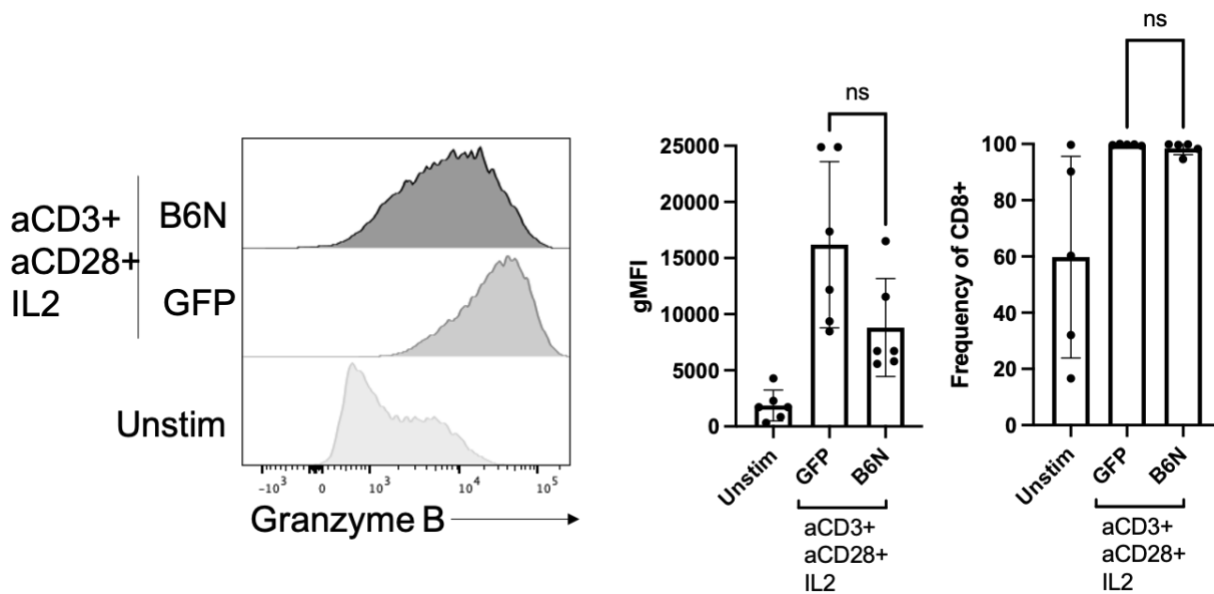 aCD3+
aCD28+
IL2
B6N
GFP
Unstim
-10³ 0 10³ 10⁴ 10⁵
Granzyme B
ns
gMFI
25000
20000
15000
10000
5000
0
Unstim
GFP
B6N
aCD3+
aCD28+
IL2
ns
Frequency of CD8+
100
80
60
40
20
0
Unstim
GFP
B6N
aCD3+
aCD28+
IL2